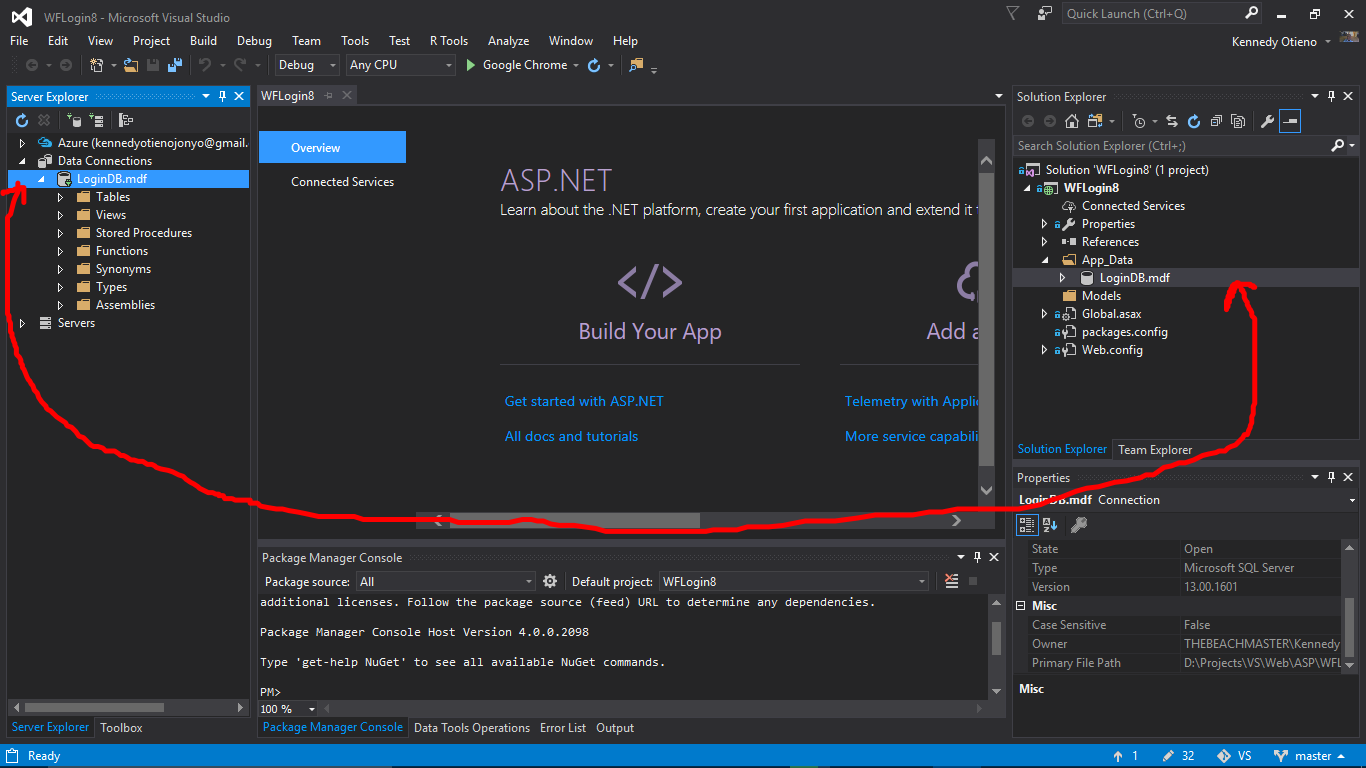 WFLogin8 - Microsoft Visual Studio
Quick Launch (Ctrl+Q)
File Edit View Project Build Debug Team Tools Test R Tools Analyze Window Help
Kennedy Otieno
Debug Any CPU Google Chrome
Server Explorer
Azure (kennedyotienojonyo@gmail.
Data Connections
LoginDB.mdf
Tables
Views
Stored Procedures
Functions
Synonyms
Types
Assemblies
Servers
Server Explorer Toolbox
WFLogin8
Overview
Connected Services
ASP.NET
Learn about the .NET platform, create your first application and extend it t
</>
Build Your App
Add a
Get started with ASP.NET
All docs and tutorials
Telemetry with Applic
More service capabili
Package Manager Console
Package source: All Default project: WFLogin8
additional licenses. Follow the package source (feed) URL to determine any dependencies.
Package Manager Console Host Version 4.0.0.2098
Type 'get-help NuGet' to see all available NuGet commands.
PM>
100 %
Package Manager Console Data Tools Operations Error List Output
Solution Explorer
Search Solution Explorer (Ctrl+;)
Solution 'WFLogin8' (1 project)
WFLogin8
Connected Services
Properties
References
App_Data
LoginDB.mdf
Models
Global.asax
packages.config
Web.config
Solution Explorer Team Explorer
Properties
LoginDB.mdf Connection
State Open
Type Microsoft SQL Server
Version 13.00.1601
Misc
Case Sensitive False
Owner THEBEACHMASTER\Kennedy
Primary File Path D:\Projects\VS\Web\ASP\WFL
Misc
Ready
1 32 VS master